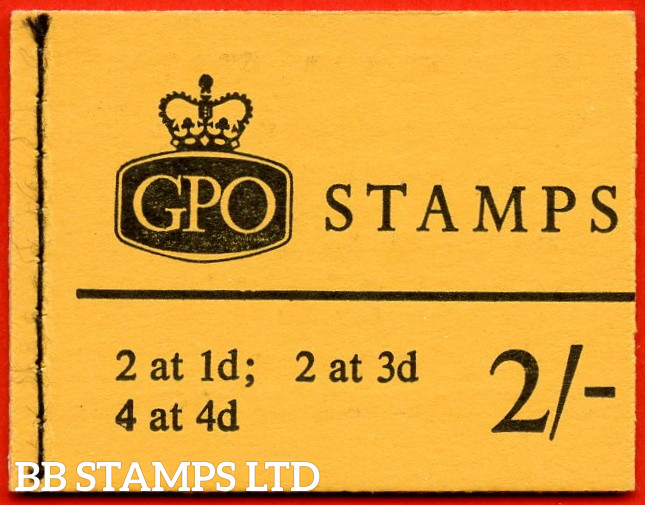 GPO STAMPS
2 at 1d; 2 at 3d 2/-
4 at 4d
BB STAMPS LTD